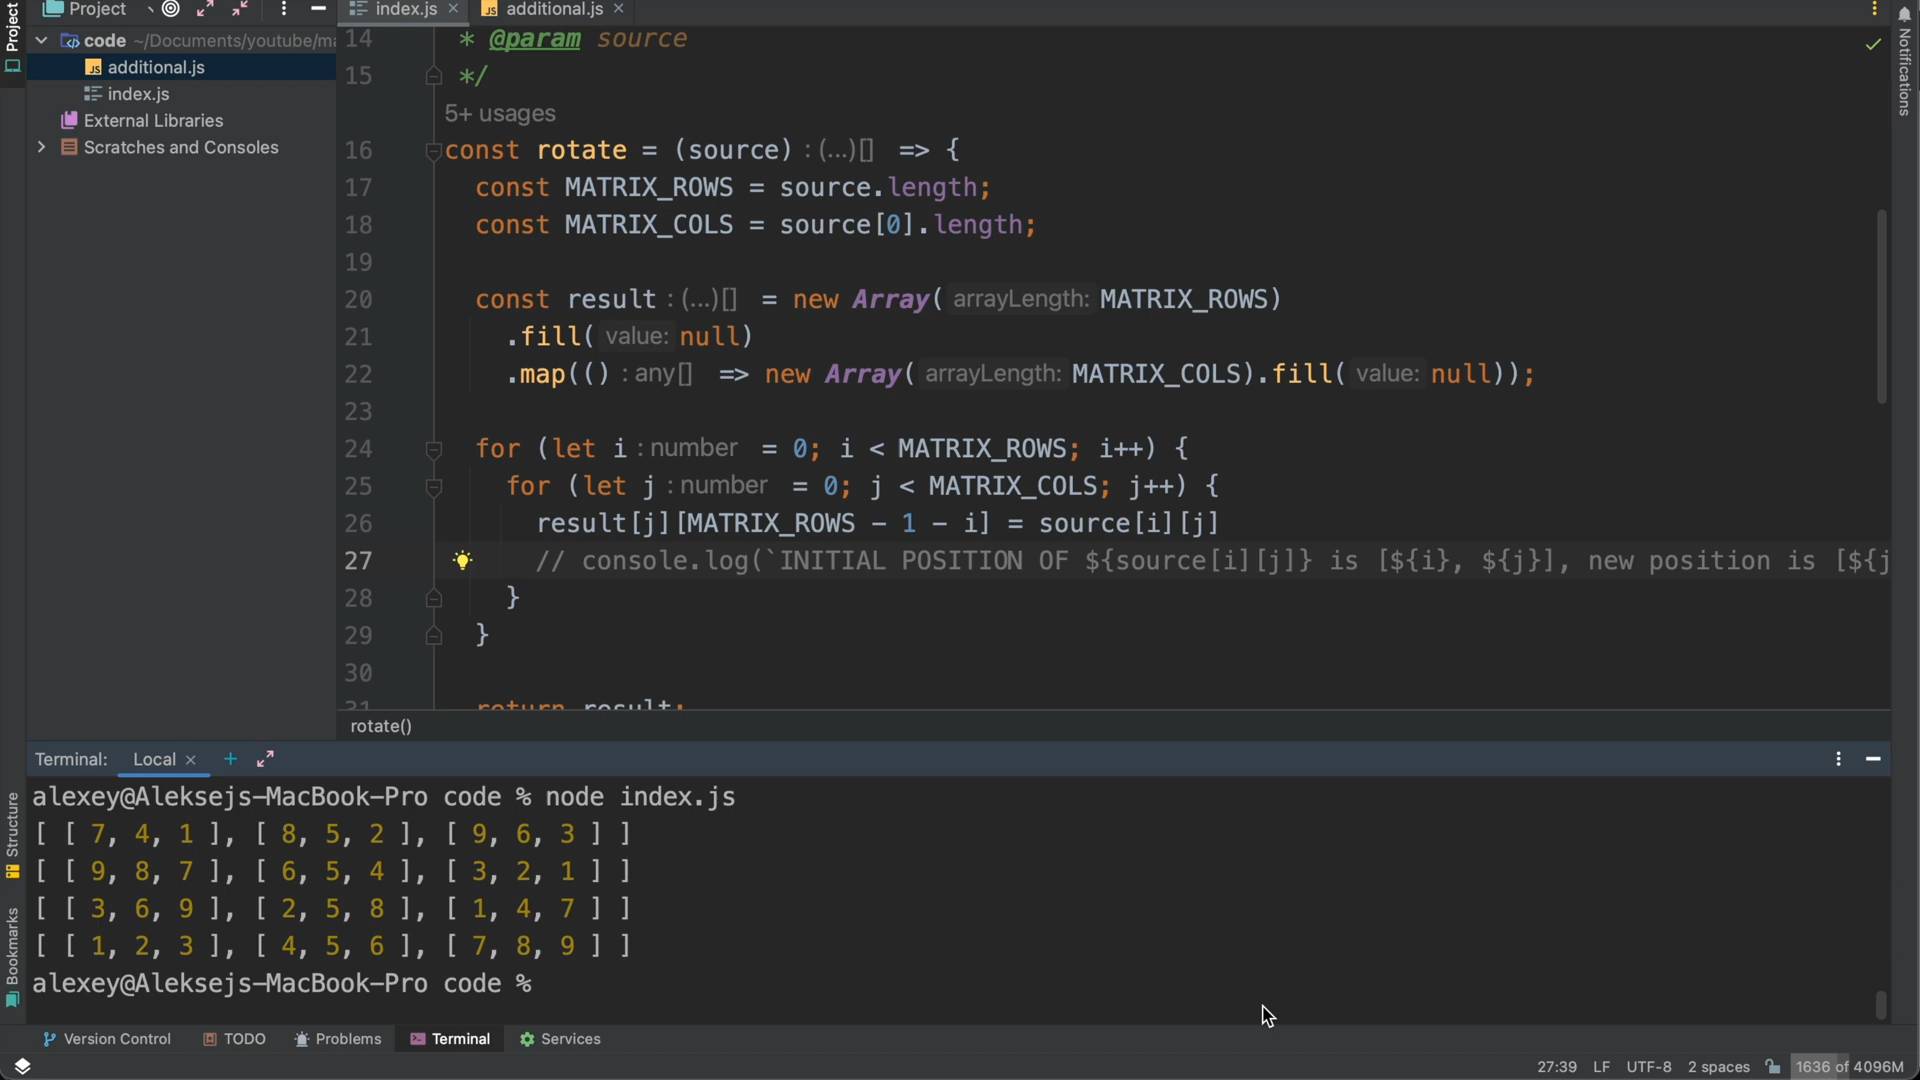 Project
index.js
additional.js
Project
code ~/Documents/youtube/ma
additional.js
index.js
External Libraries
Scratches and Consoles
Notifications
14 * @param source
15 */
5+ usages
16 const rotate = (source) : (...)[] => {
17 const MATRIX_ROWS = source.length;
18 const MATRIX_COLS = source[0].length;
19
20 const result : (...)[] = new Array( arrayLength: MATRIX_ROWS)
21 .fill( value: null)
22 .map(() : any[] => new Array( arrayLength: MATRIX_COLS).fill( value: null));
23
24 for (let i : number = 0; i < MATRIX_ROWS; i++) {
25 for (let j : number = 0; j < MATRIX_COLS; j++) {
26 result[j][MATRIX_ROWS - 1 - i] = source[i][j]
27 // console.log(`INITIAL POSITION OF ${source[i][j]} is [${i}, ${j}], new position is [${j
28 }
29 }
30
31 return result;
rotate()
Terminal: Local
alexey@Aleksejs-MacBook-Pro code % node index.js
[ [ 7, 4, 1 ], [ 8, 5, 2 ], [ 9, 6, 3 ] ]
[ [ 9, 8, 7 ], [ 6, 5, 4 ], [ 3, 2, 1 ] ]
[ [ 3, 6, 9 ], [ 2, 5, 8 ], [ 1, 4, 7 ] ]
[ [ 1, 2, 3 ], [ 4, 5, 6 ], [ 7, 8, 9 ] ]
alexey@Aleksejs-MacBook-Pro code %
Structure
Bookmarks
Version Control TODO Problems Terminal Services
27:39 LF UTF-8 2 spaces 1636 of 4096M